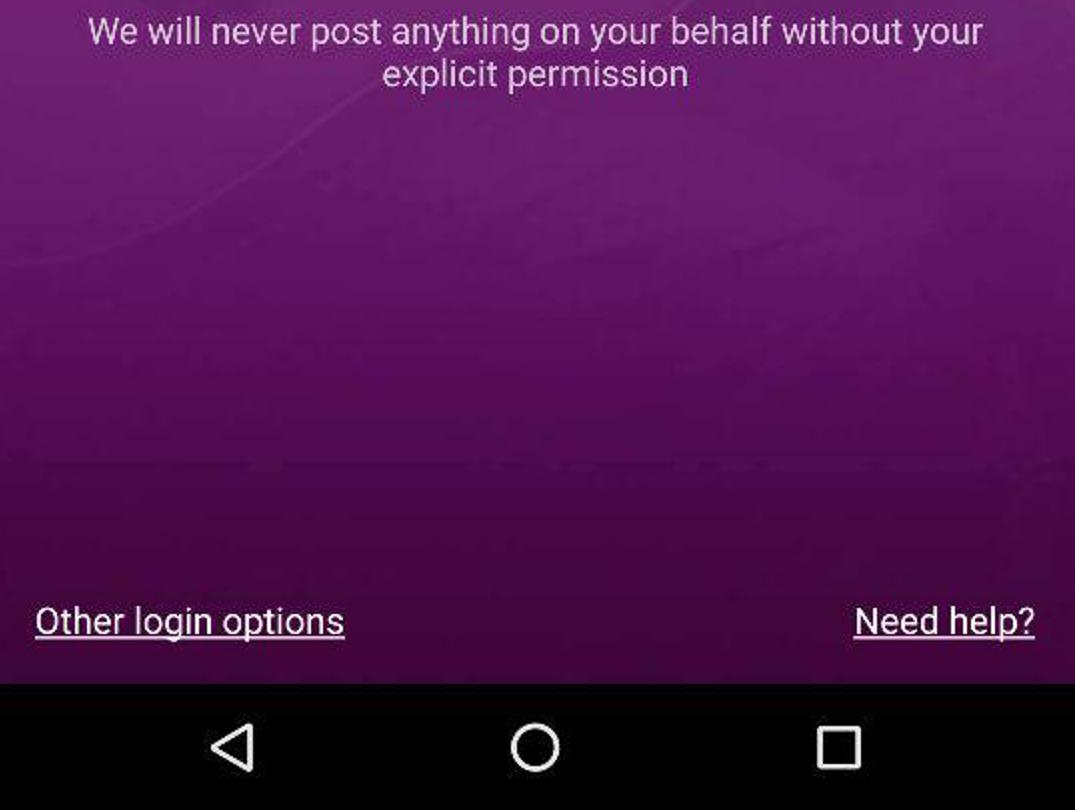 We will never post anything on your behalf without your
explicit permission
Other login options
Need help?